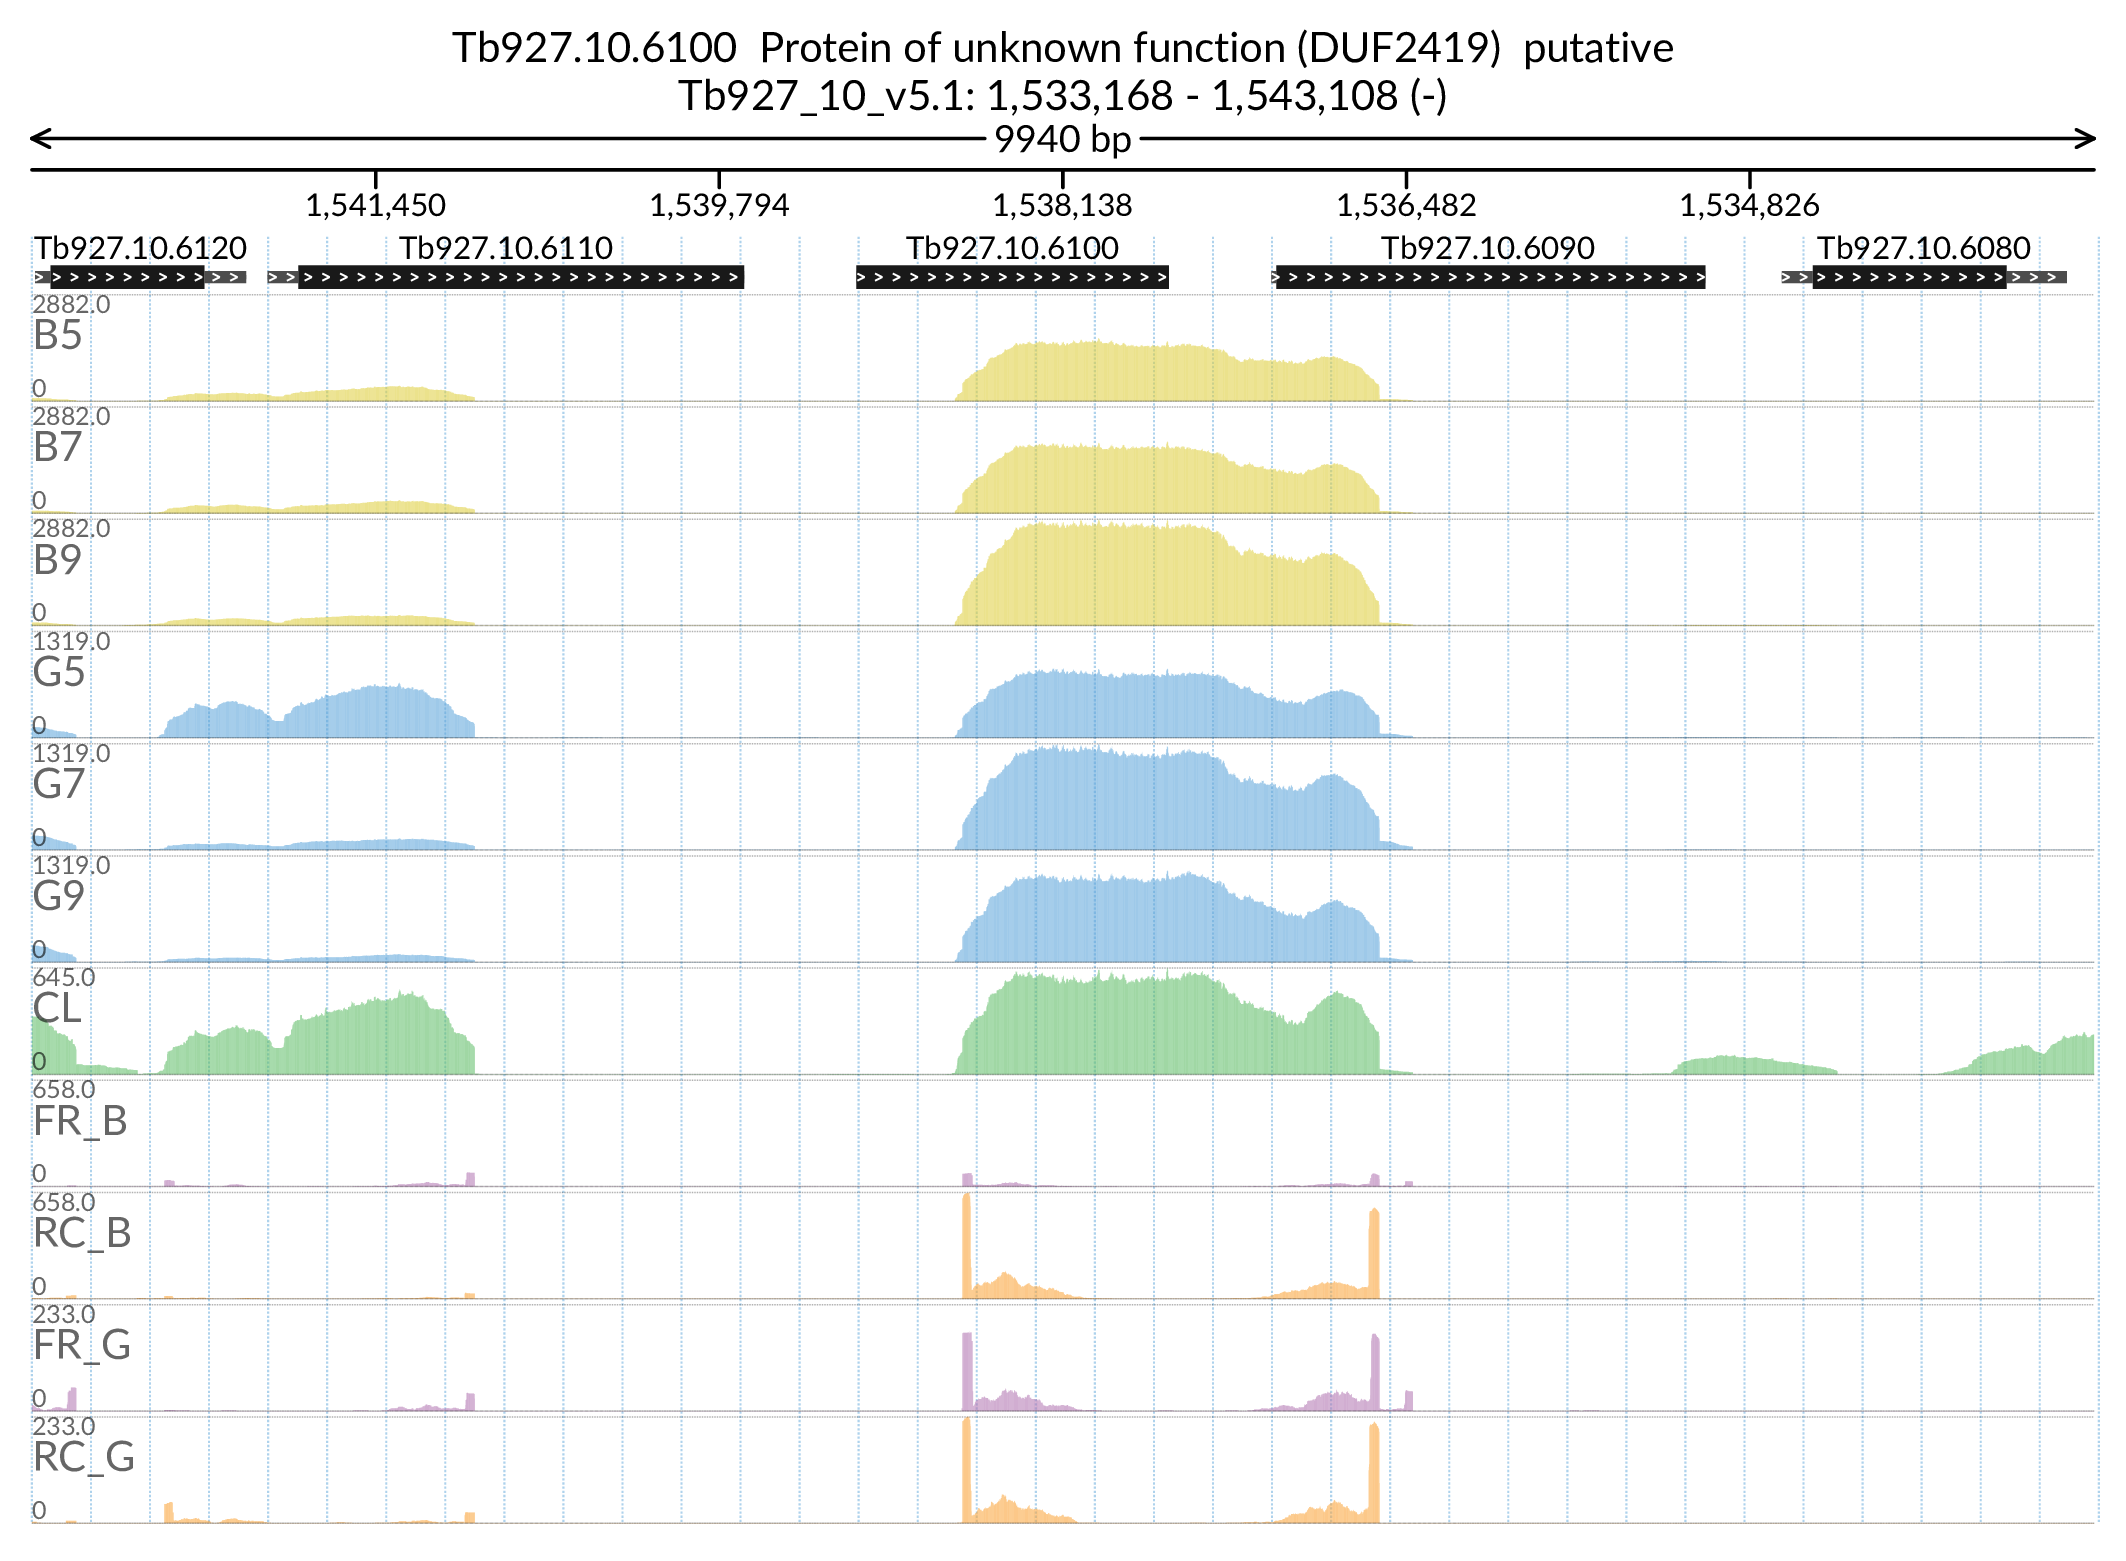 Tb927.10.6100  Protein of unknown function (DUF2419)  putative
Tb927_10_v5.1: 1,533,168 - 1,543,108 (-)
9940 bp
1,541,450 1,539,794 1,538,138 1,536,482 1,534,826
Tb927.10.6120 Tb927.10.6110 Tb927.10.6100 Tb927.10.6090 Tb927.10.6080
2882.0
B5
0
2882.0
B7
0
2882.0
B9
0
1319.0
G5
0
1319.0
G7
0
1319.0
G9
0
645.0
CL
0
658.0
FR_B
0
658.0
RC_B
0
233.0
FR_G
0
233.0
RC_G
0